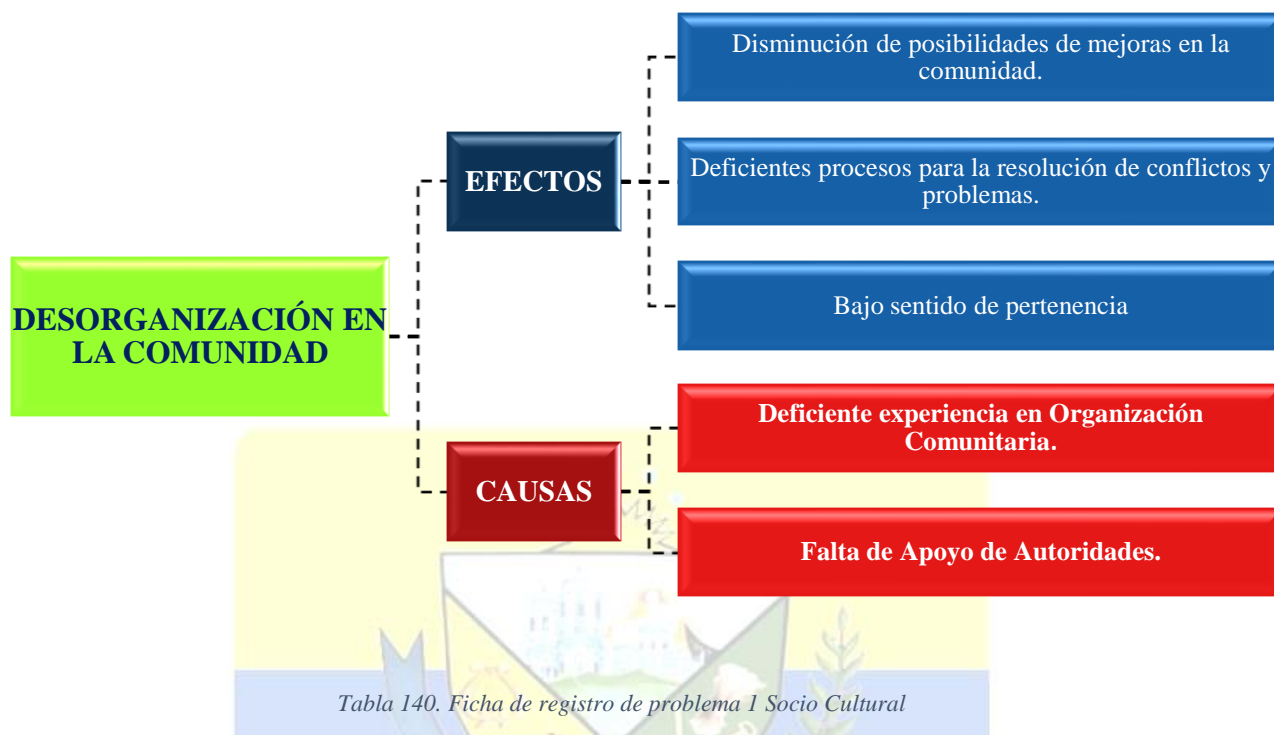 Disminución de posibilidades de mejoras en la
comunidad.
EFECTOS
Deficientes procesos para la resolución de conflictos y
problemas.
Bajo sentido de pertenencia
DESORGANIZACIÓN EN
LA COMUNIDAD
Deficiente experiencia en Organización
Comunitaria.
CAUSAS
Falta de Apoyo de Autoridades.
Tabla 140. Ficha de registro de problema 1 Socio Cultural